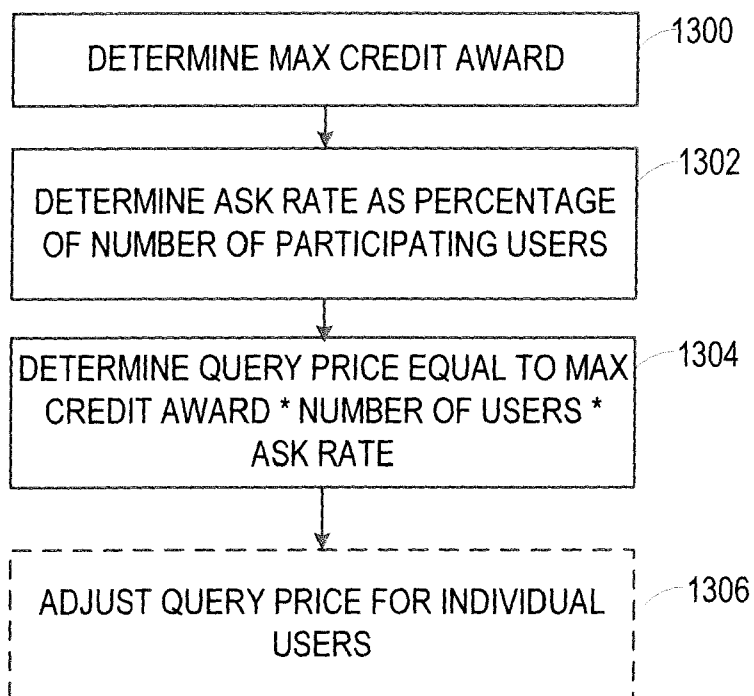 DETERMINE MAX CREDIT AWARD
1300
DETERMINE ASK RATE AS PERCENTAGE
OF NUMBER OF PARTICIPATING USERS
1302
DETERMINE QUERY PRICE EQUAL TO MAX
CREDIT AWARD * NUMBER OF USERS *
ASK RATE
1304
ADJUST QUERY PRICE FOR INDIVIDUAL
USERS
1306